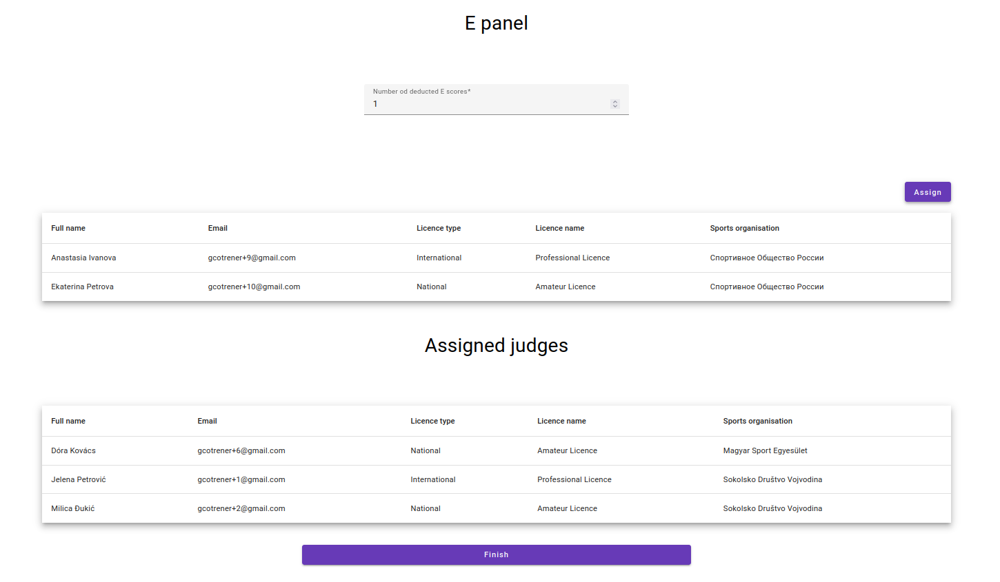 E panel
Number od deducted E scores*
1
Assign
Full name Email Licence type Licence name Sports organisation
Anastasia Ivanova gcotrener+9@gmail.com International Professional Licence Спортивное Общество России
Ekaterina Petrova gcotrener+10@gmail.com National Amateur Licence Спортивное Общество России
Assigned judges
Full name Email Licence type Licence name Sports organisation
Dóra Kovács gcotrener+6@gmail.com National Amateur Licence Magyar Sport Egyesület
Jelena Petrović gcotrener+1@gmail.com International Professional Licence Sokolsko Društvo Vojvodina
Milica Đukić gcotrener+2@gmail.com National Amateur Licence Sokolsko Društvo Vojvodina
Finish